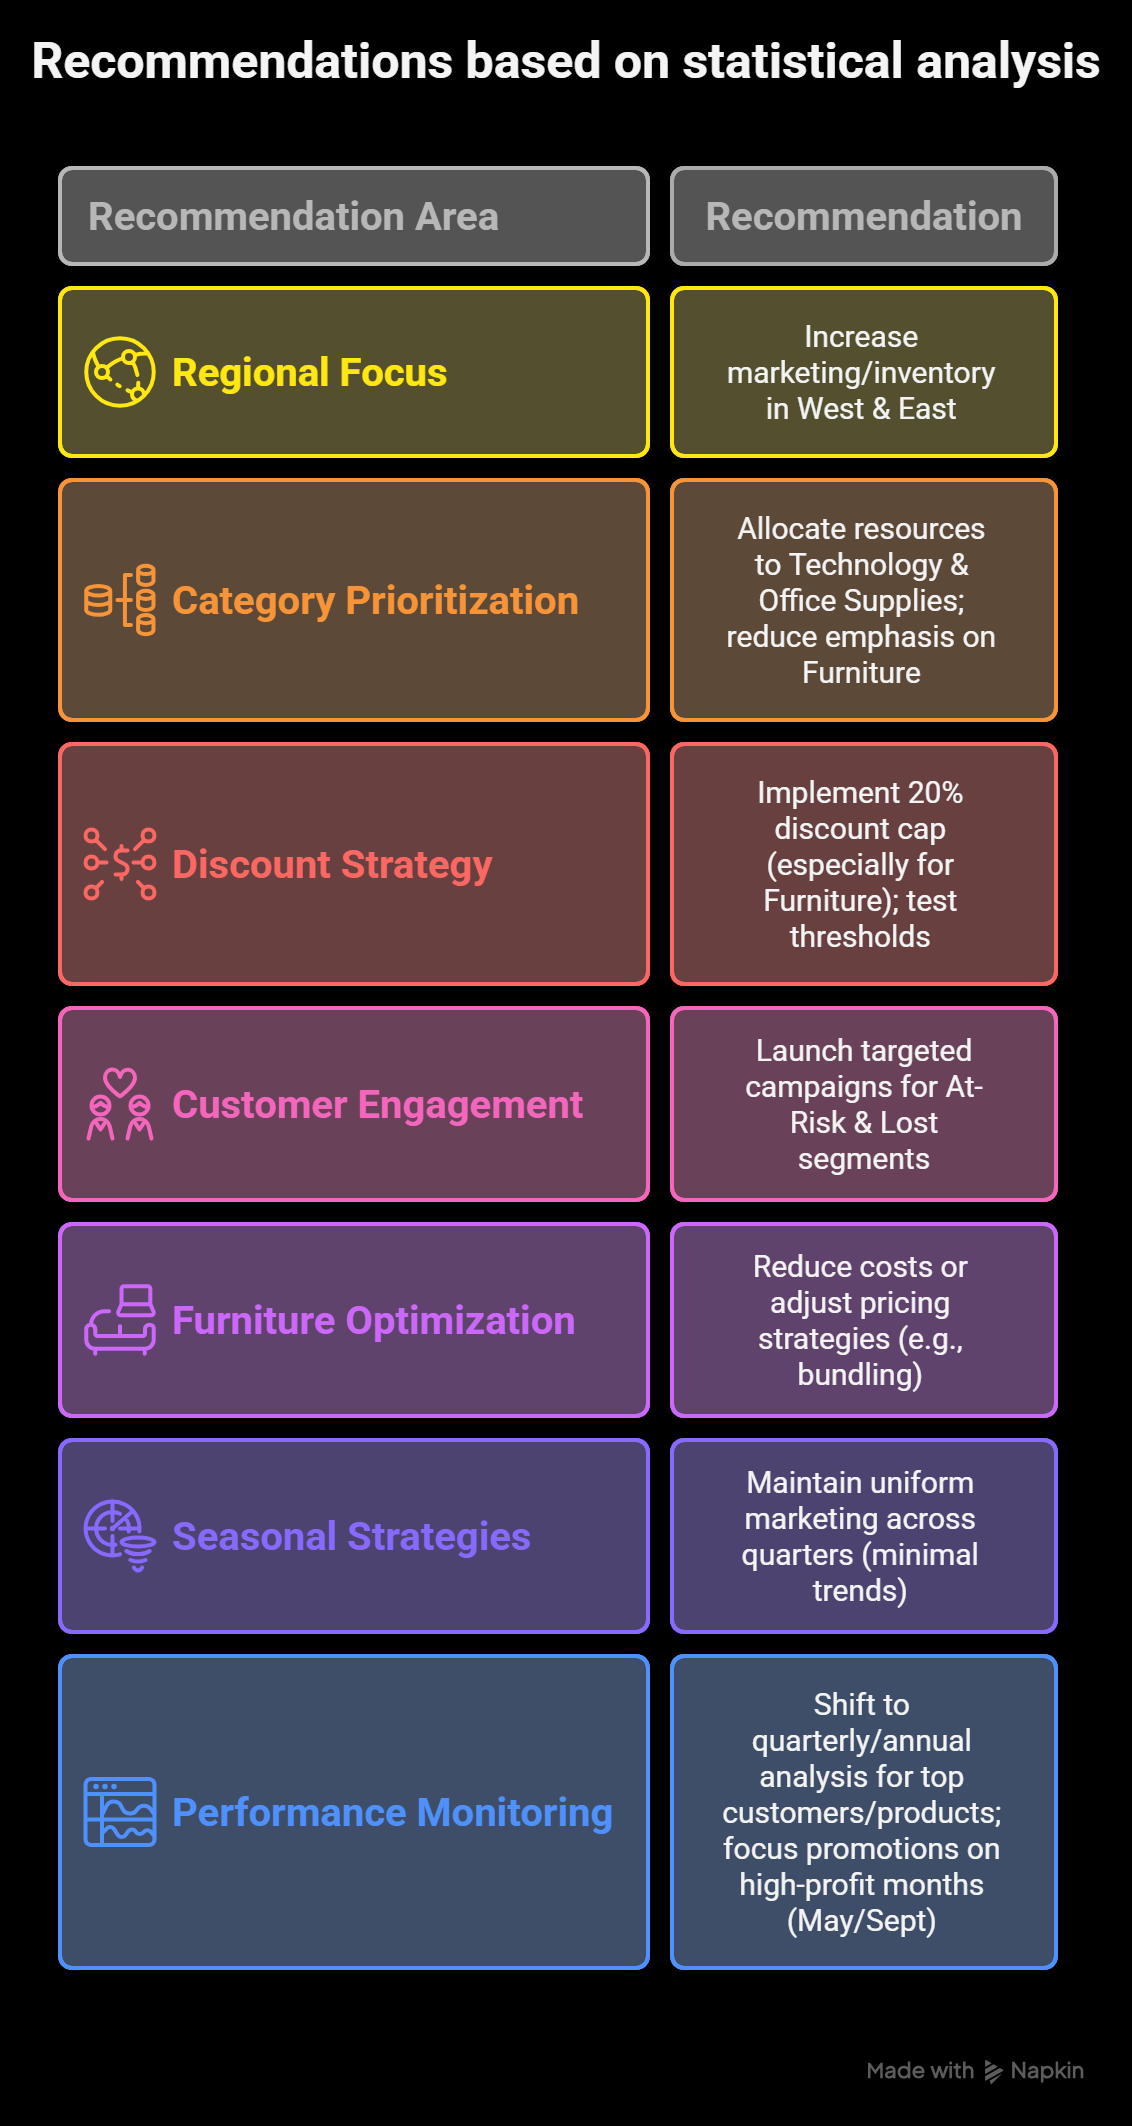 Recommendations based on statistical analysis
Recommendation Area
Recommendation
Regional Focus
Increase
marketing/inventory
in West & East
Category Prioritization
Allocate resources
to Technology &
Office Supplies;
reduce emphasis on
Furniture
Discount Strategy
Implement 20%
discount cap
(especially for
Furniture); test
thresholds
Customer Engagement
Launch targeted
campaigns for At-
Risk & Lost
segments
Furniture Optimization
Reduce costs or
adjust pricing
strategies (e.g.,
bundling)
Seasonal Strategies
Maintain uniform
marketing across
quarters (minimal
trends)
Performance Monitoring
Shift to
quarterly/annual
analysis for top
customers/products;
focus promotions on
high-profit months
(May/Sept)
Made with Napkin